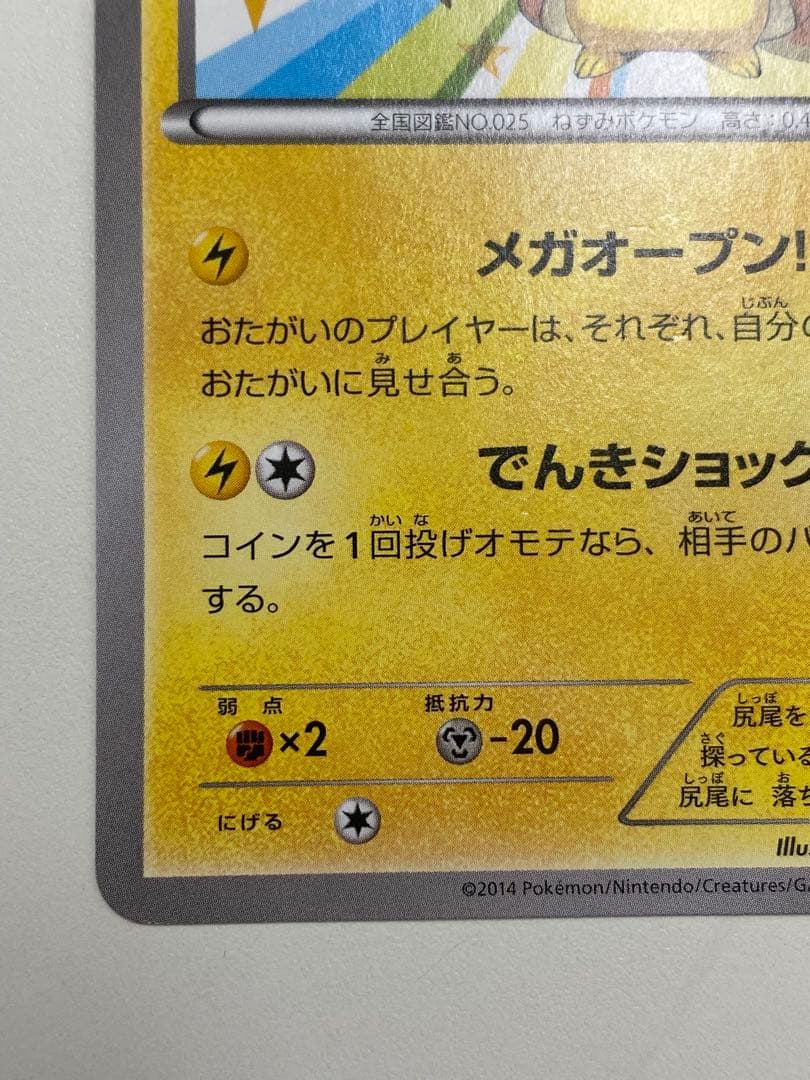 全国図鑑NO.025 ねずみポケモン 高さ:0.4
メガオープン!
おたがいのプレイヤーは、それぞれ、自分の
おたがいに見せ合う。
でんきショック
コインを1回投げオモテなら、相手のバ
する。
弱点 抵抗力
×2 -20
にげる
尻尾を
探っている
尻尾に 落ち
Illus
©2014 Pokémon/Nintendo/Creatures/GA